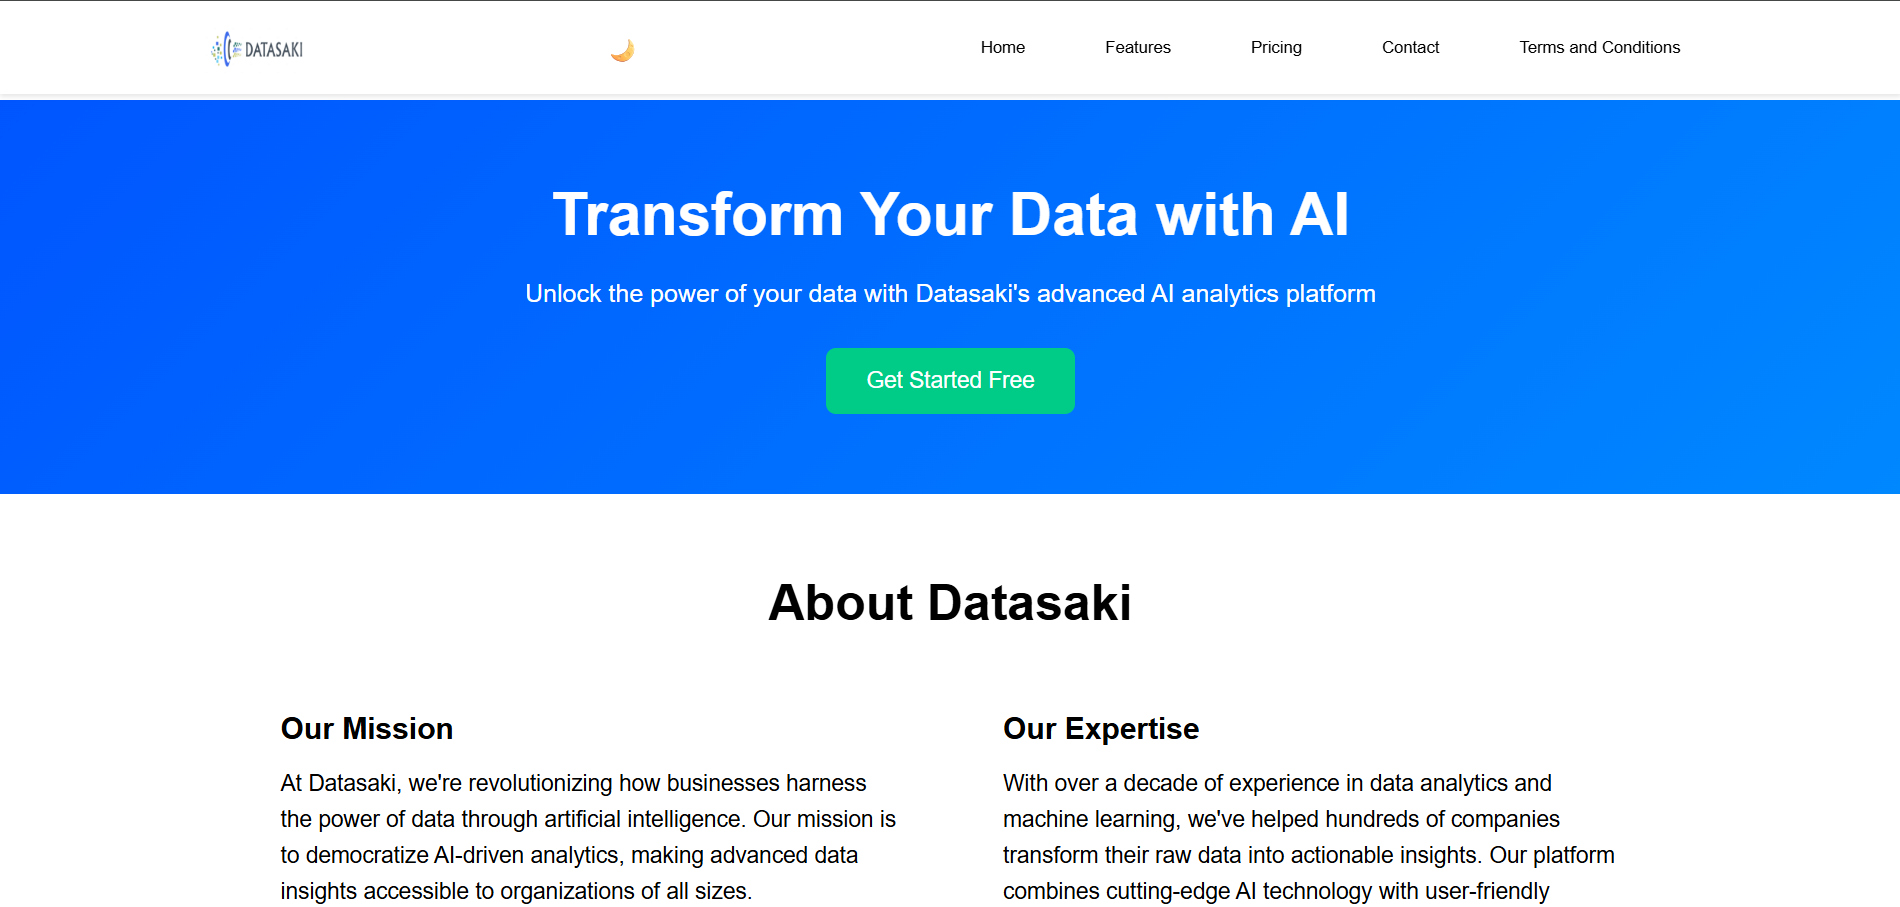 DATASAKI
Home
Features
Pricing
Contact
Terms and Conditions
Transform Your Data with AI
Unlock the power of your data with Datasaki's advanced AI analytics platform
Get Started Free
About Datasaki
Our Mission
At Datasaki, we're revolutionizing how businesses harness
the power of data through artificial intelligence. Our mission is
to democratize AI-driven analytics, making advanced data
insights accessible to organizations of all sizes.
Our Expertise
With over a decade of experience in data analytics and
machine learning, we've helped hundreds of companies
transform their raw data into actionable insights. Our platform
combines cutting-edge AI technology with user-friendly